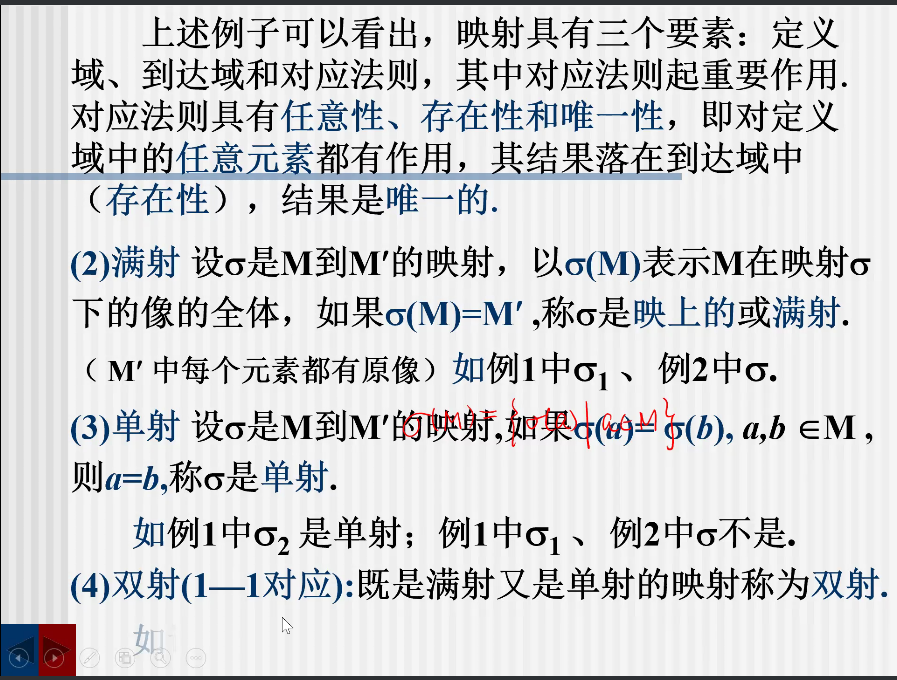 上述例子可以看出，映射具有三个要素：定义
域、到达域和对应法则，其中对应法则起重要作用.
对应法则具有任意性、存在性和唯一性，即对定义
域中的任意元素都有作用，其结果落在到达域中
（存在性），结果是唯一的.
(2)满射 设σ是M到M′的映射，以σ(M)表示M在映射σ
下的像的全体，如果σ(M)=M′ ,称σ是映上的或满射.
（ M′ 中每个元素都有原像）如例1中σ₁ 、例2中σ.
σ(M)={σ(a)|a∈M}
(3)单射 设σ是M到M′的映射,如果σ(a)= σ(b), a,b ∈M ,
则a=b,称σ是单射.
如例1中σ₂ 是单射；例1中σ₁ 、例2中σ不是.
(4)双射(1—1对应):既是满射又是单射的映射称为双射.
如